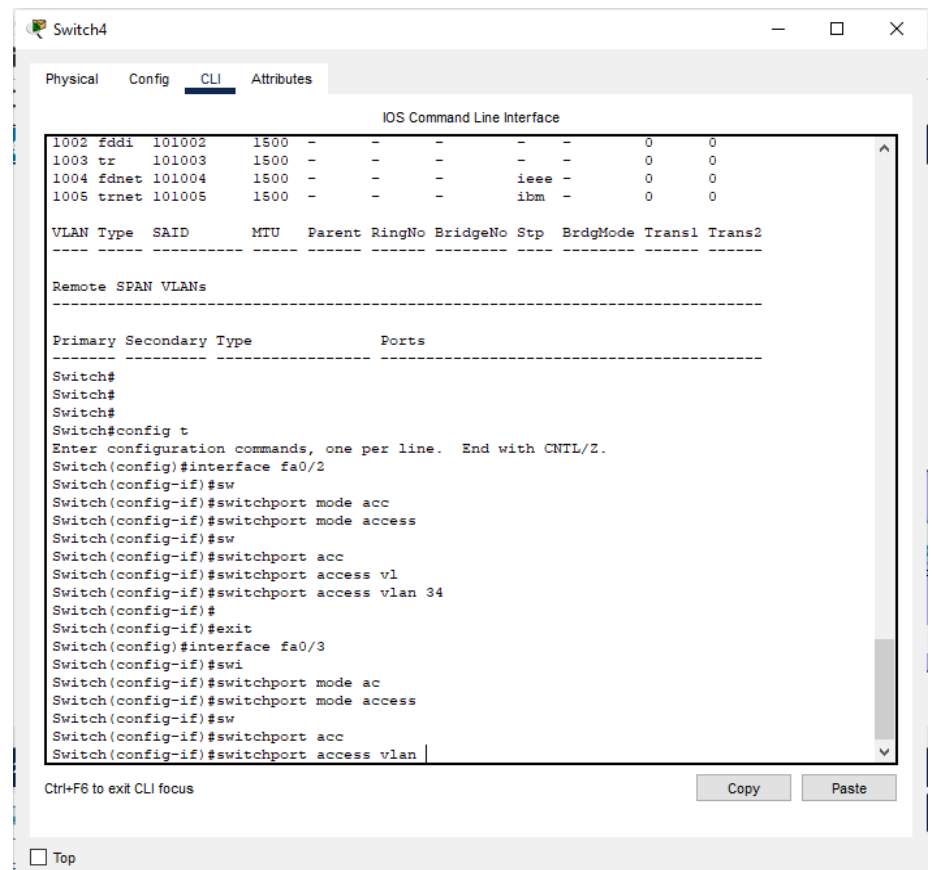 Switch4
Physical Config CLI Attributes
IOS Command Line Interface
1002 fddi 101002 1500 - - - - - 0 0
1003 tr 101003 1500 - - - - - 0 0
1004 fdnet 101004 1500 - - - ieee - 0 0
1005 trnet 101005 1500 - - - ibm - 0 0
VLAN Type SAID MTU Parent RingNo BridgeNo Stp BrdgMode Trans1 Trans2
---- ----- ---------- ----- ------ ------ -------- ---- -------- ------ ------
Remote SPAN VLANs
------------------------------------------------------------------------------
Primary Secondary Type Ports
------- --------- ----------------- ------------------------------------------
Switch#
Switch#
Switch#
Switch#config t
Enter configuration commands, one per line. End with CNTL/Z.
Switch(config)#interface fa0/2
Switch(config-if)#sw
Switch(config-if)#switchport mode acc
Switch(config-if)#switchport mode access
Switch(config-if)#sw
Switch(config-if)#switchport acc
Switch(config-if)#switchport access vl
Switch(config-if)#switchport access vlan 34
Switch(config-if)#
Switch(config-if)#exit
Switch(config)#interface fa0/3
Switch(config-if)#swi
Switch(config-if)#switchport mode ac
Switch(config-if)#switchport mode access
Switch(config-if)#sw
Switch(config-if)#switchport acc
Switch(config-if)#switchport access vlan
Ctrl+F6 to exit CLI focus
Copy Paste
Top